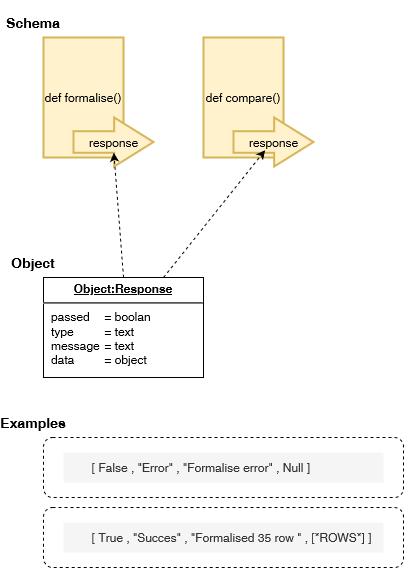 Schema
def formalise()
def compare()
response
response
Object
Object:Response
passed = boolan
type = text
message = text
data = object
Examples
[ False , "Error" , "Formalise error" , Null ]
[ True , "Succes" , "Formalised 35 row " , [*ROWS*] ]